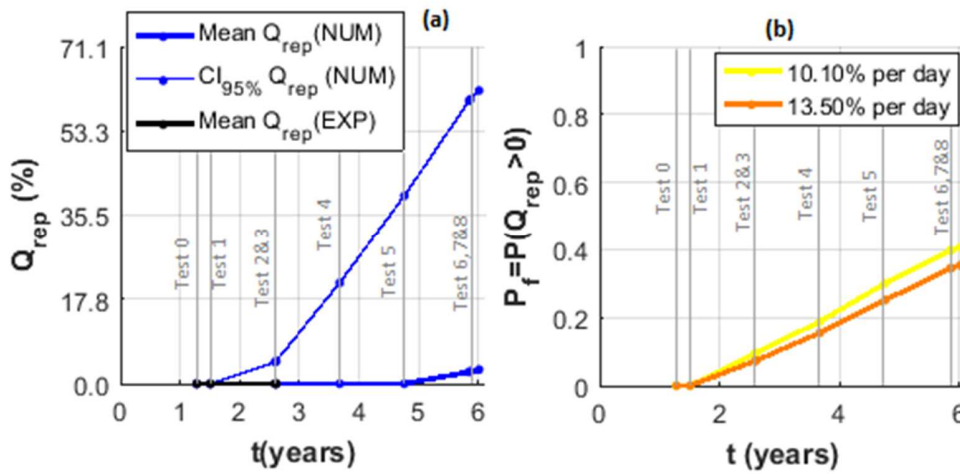 (a)
Mean Q_rep(NUM)
CI_95% Q_rep (NUM)
Mean Q_rep(EXP)
71.1
53.3
35.5
17.8
0.0
Q_rep (%)
Test 0
Test 1
Test 2&3
Test 4
Test 5
Test 6,7&8
0 1 2 3 4 5 6
t(years)
(b)
10.10% per day
13.50% per day
1
0.8
0.6
0.4
0.2
0
P_f=P(Q_rep >0)
Test 0
Test 1
Test 2&3
Test 4
Test 5
Test 6,7&8
0 2 4 6
t (years)